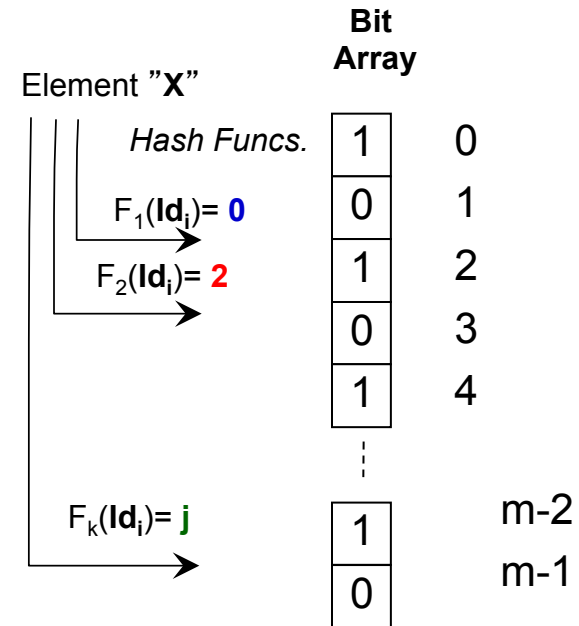 Bit
Array
Element ”X”
Hash Funcs.
1 0
F₁(Idᵢ)= 0
0 1
F₂(Idᵢ)= 2
1 2
0 3
1 4
Fₖ(Idᵢ)= j
1 m-2
0 m-1